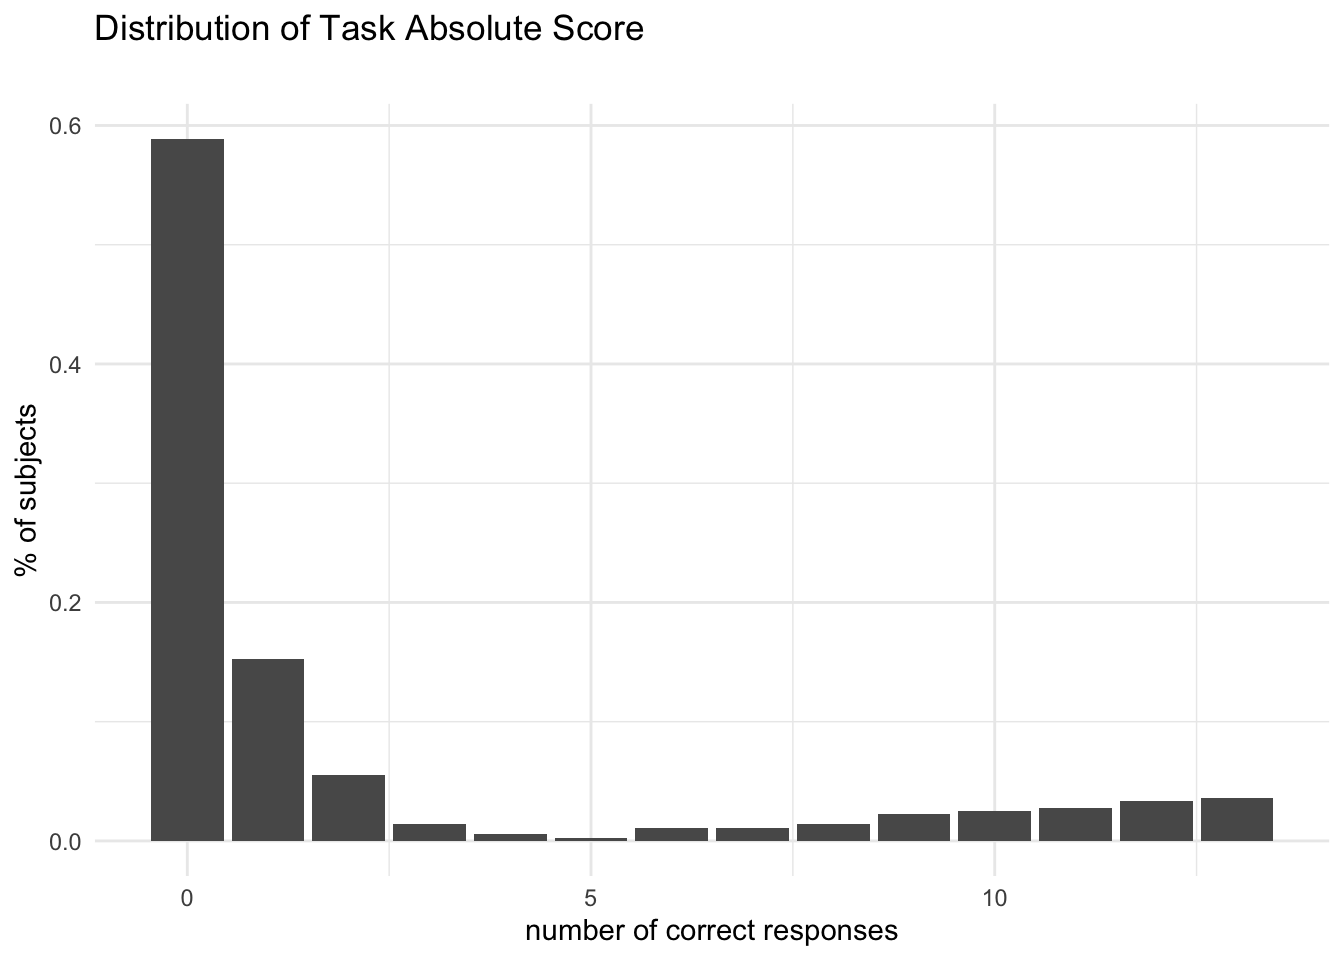 Distribution of Task Absolute Score
0.6
0.4
0.2
0.0
% of subjects
0
5
10
number of correct responses